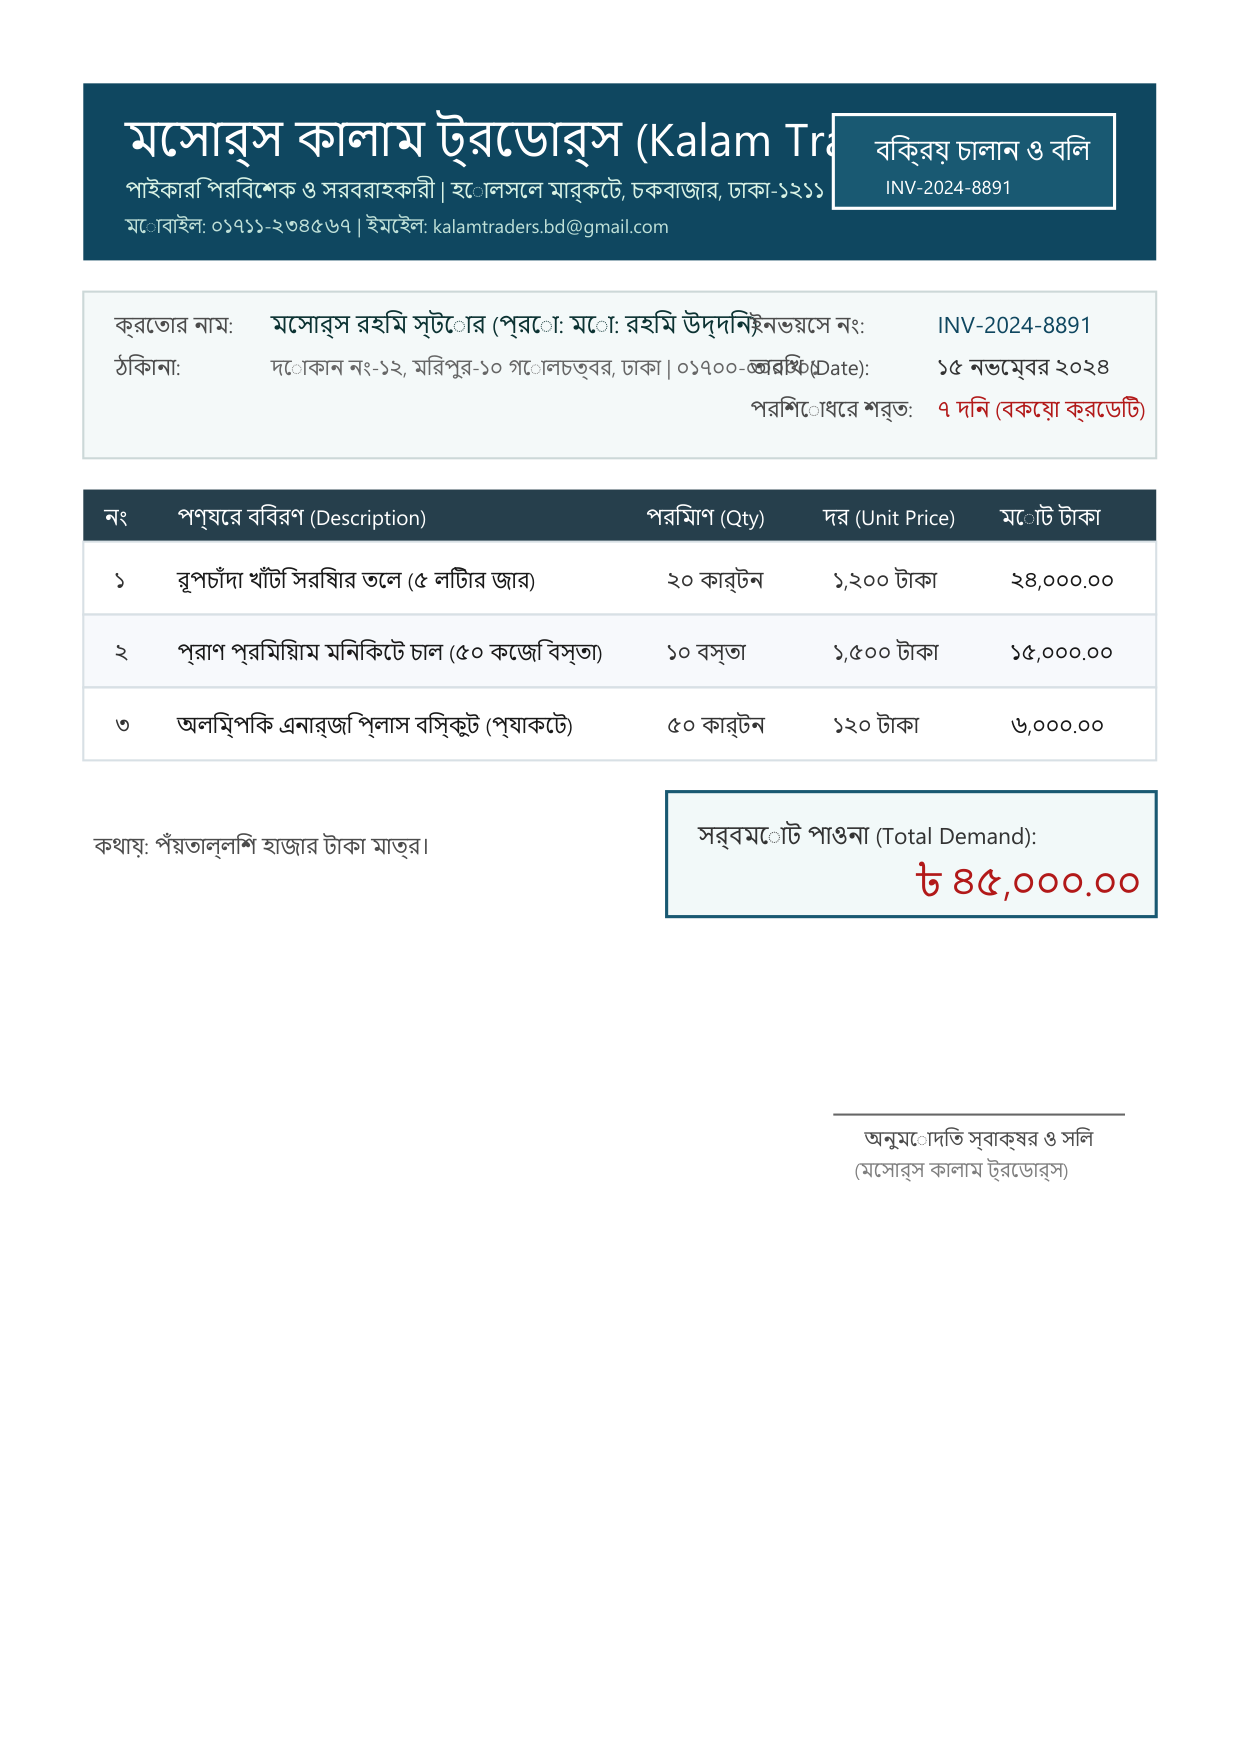 মেসার্স কালাম ট্রেডার্স (Kalam
বিক্রয় চালান ও বিল
INV-2024-8891
পাইকারি পরিবেশক ও সরবরাহকারী | হোলসেল মার্কেট, চকবাজার, ঢাকা-১২১১
মোবাইল: ০১৭১১-২৩৪৫৬৭ | ইমেইল: kalamtraders.bd@gmail.com
ক্রেতার নাম: মেসার্স রহিম স্টোর (প্রো: মো: রহিম উদ্দিন)
ইনভয়েস নং: INV-2024-8891
ঠিকানা: দোকান নং-১২, মিরপুর-১০ গোলচত্বর, ঢাকা |
তারিখ (Date): ১৫ নভেম্বর ২০২৪
পরিশোধের শর্ত: ৭ দিন (বকেয়া ক্রেডিট)
নং পণ্যের বিবরণ (Description) পরিমাণ (Qty) দর (Unit Price) মোট টাকা
১ রূপচাঁদা খাঁটি সরিষার তেল (৫ লিটার জার) ২০ কার্টন ১,২০০ টাকা ২৪,০০০.০০
২ প্রাণ প্রিমিয়াম মিনিকেট চাল (৫০ কেজি বস্তা) ১০ বস্তা ১,৫০০ টাকা ১৫,০০০.০০
৩ অলিম্পিক এনার্জি প্লাস বিস্কুট (প্যাকেট) ৫০ কার্টন ১২০ টাকা ৬,০০০.০০
কথায়: পঁয়তাল্লিশ হাজার টাকা মাত্র।
সর্বমোট পাওনা (Total Demand):
৳ ৪৫,০০০.০০
অনুমোদিত স্বাক্ষর ও সিল
(মেসার্স কালাম ট্রেডার্স)